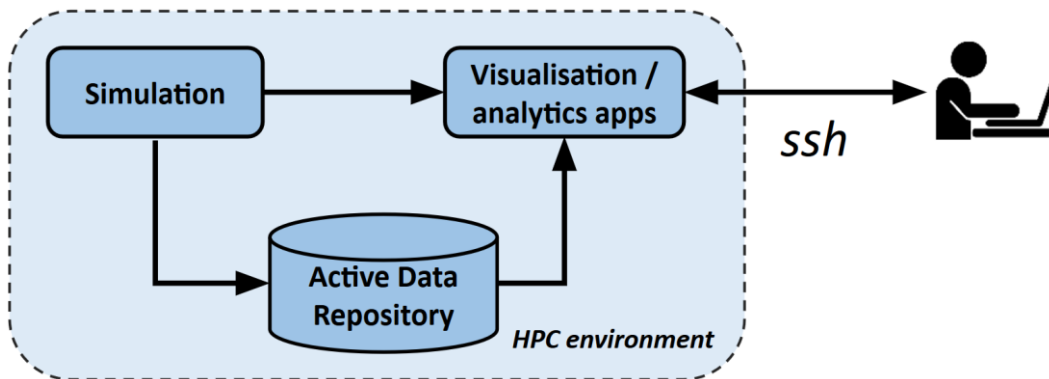 Simulation
Visualisation /
analytics apps
ssh
Active Data
Repository
HPC environment